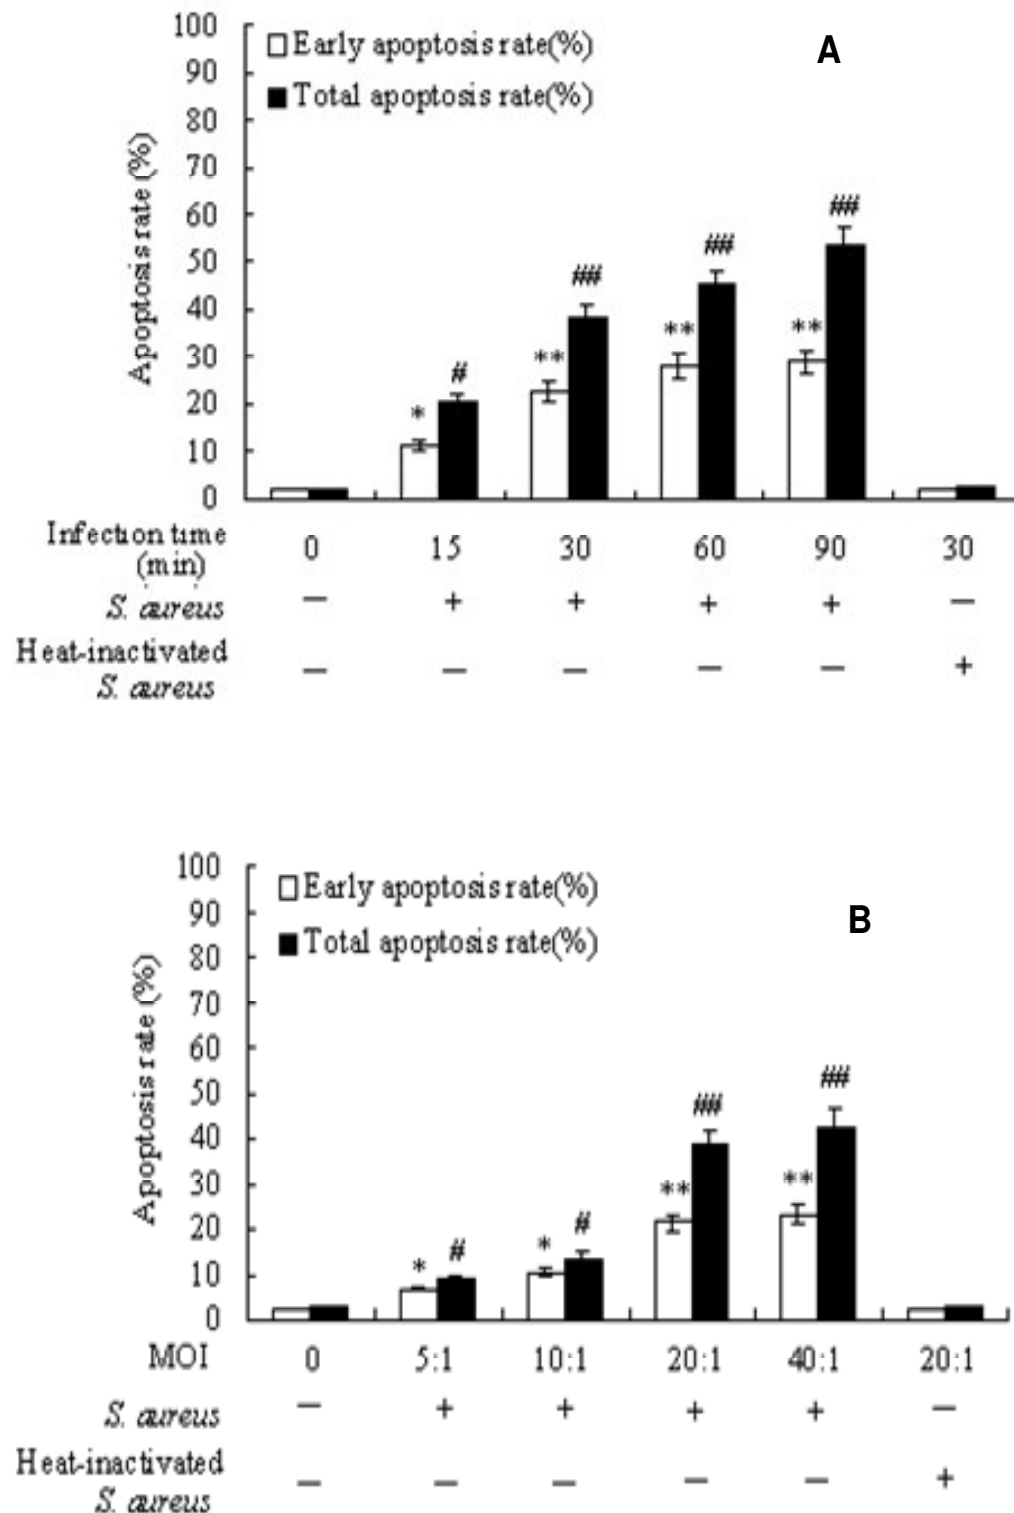 100
Early apoptosis rate(%)
A
90
Total apoptosis rate(%)
80
70
60
50
40
30
20
10
0
Apoptosis rate (%)
*
#
**
##
**
##
**
##
Infection time
(min)
0 15 30 60 90 30
S. aureus — + + + + —
Heat-inactivated
S. aureus
— — — — — +
100
Early apoptosis rate(%)
90
B
Total apoptosis rate(%)
80
70
60
50
40
30
20
10
0
Apoptosis rate (%)
*
#
*
#
**
##
**
##
MOI 0 5:1 10:1 20:1 40:1 20:1
S. aureus — + + + + —
Heat-inactivated
S. aureus
— — — — — +